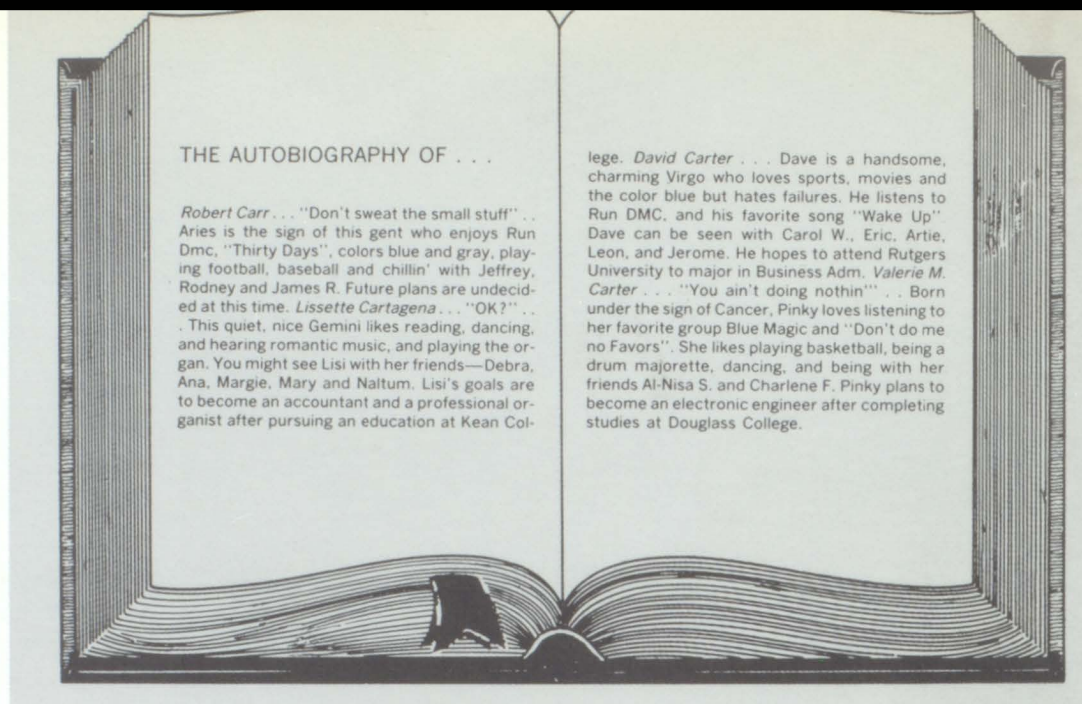 THE AUTOBIOGRAPHY OF . . .
Robert Carr . . . "Don't sweat the small stuff" . .
Aries is the sign of this gent who enjoys Run
Dmc, "Thirty Days", colors blue and gray, play-
ing football, baseball and chillin' with Jeffrey,
Rodney and James R. Future plans are undecid-
ed at this time. Lissette Cartagena . . . "OK?" . .
. This quiet, nice Gemini likes reading, dancing,
and hearing romantic music, and playing the or-
gan. You might see Lisi with her friends—Debra,
Ana, Margie, Mary and Naltum. Lisi's goals are
to become an accountant and a professional or-
ganist after pursuing an education at Kean Col-
lege. David Carter . . . Dave is a handsome,
charming Virgo who loves sports, movies and
the color blue but hates failures. He listens to
Run DMC, and his favorite song "Wake Up"
Dave can be seen with Carol W., Eric, Artie,
Leon, and Jerome. He hopes to attend Rutgers
University to major in Business Adm. Valerie M.
Carter . . . "You ain't doing nothin'" . . Born
under the sign of Cancer, Pinky loves listening to
her favorite group Blue Magic and "Don't do me
no Favors". She likes playing basketball, being a
drum majorette, dancing, and being with her
friends Al-Nisa S. and Charlene F. Pinky plans to
become an electronic engineer after completing
studies at Douglass College.